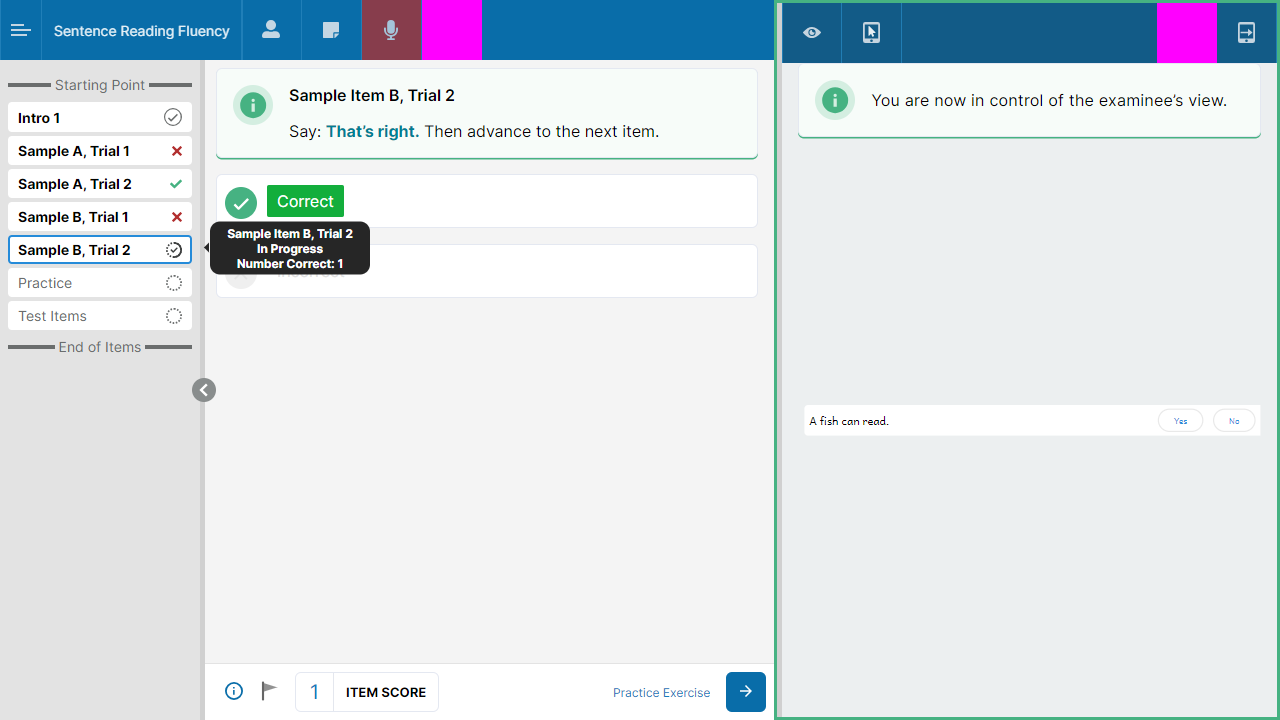 Sentence Reading Fluency
Starting Point
Intro 1
Sample A, Trial 1
Sample A, Trial 2
Sample B, Trial 1
Sample B, Trial 2
Practice
Test Items
End of Items
Sample Item B, Trial 2
Say: That’s right. Then advance to the next item.
Correct
Sample Item B, Trial 2
In Progress
Number Correct: 1
Incorrect
1 ITEM SCORE
Practice Exercise
You are now in control of the examinee’s view.
A fish can read.
Yes
No